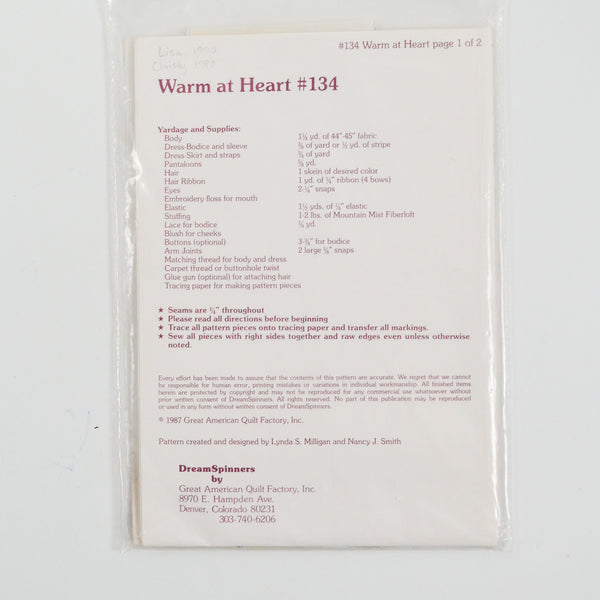 #134 Warm at Heart page 1 of 2
Lisa 1990
1990
Warm at Heart #134
Yardage and Supplies:
Body 1⅛ yd. of 44"-45" fabric
Dress-Bodice and sleeve ⅜ of yard or ½ yd. of stripe
Dress-Skirt and straps ¾ of yard
Pantaloons yd.
Hair 1 skein of desired color
Hair Ribbon 1 yd. of ¼" ribbon (4 bows)
Eyes snaps
Embroidery floss for mouth
Elastic 1½ yds. of ¼" elastic
Stuffing 1-2 lbs. of Mountain Mist Fiberloft
Lace for bodice yd.
Blush for cheeks
Buttons (optional) for bodice
Arm Joints 2 large snaps
Matching thread for body and dress
Carpet thread or buttonhole twist
Glue gun (optional) for attaching hair
Tracing paper for making pattern pieces
★ Seams are ¼" throughout
★ Please read all directions before beginning
★ Trace all pattern pieces onto tracing paper and transfer all markings.
★ Sew all pieces with right sides together and raw edges even unless otherwise
noted.
Every effort has been made to assure that the contents of this pattern are accurate. We regret that we cannot
be responsible for human error, printing mistakes or variations in individual workmanship. All finished items
herein are protected by copyright and may not be reproduced for any commercial use whatsoever without
prior written consent of DreamSpinners. All rights reserved. No part of this publication may be reproduced
or used in any form without written consent of DreamSpinners.
© 1987 Great American Quilt Factory, Inc.
Pattern created and designed by Lynda S. Milligan and Nancy J. Smith
DreamSpinners
by
Great American Quilt Factory, Inc.
8970 E. Hampden Ave.
Denver, Colorado 80231
303-740-6206